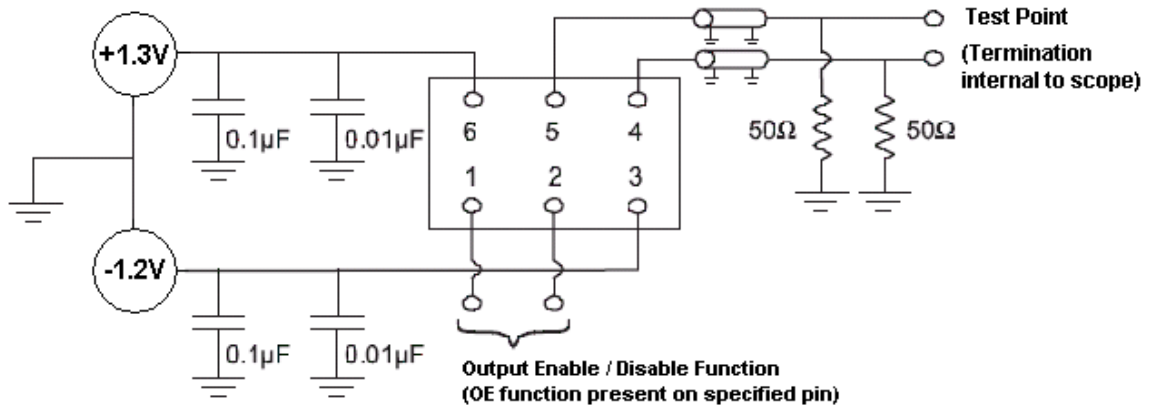 Test Point
+1.3V
(Termination
internal to scope)
0.1µF
0.01µF
6 5 4
50Ω
50Ω
1 2 3
-1.2V
0.1µF
0.01µF
Output Enable / Disable Function
(OE function present on specified pin)